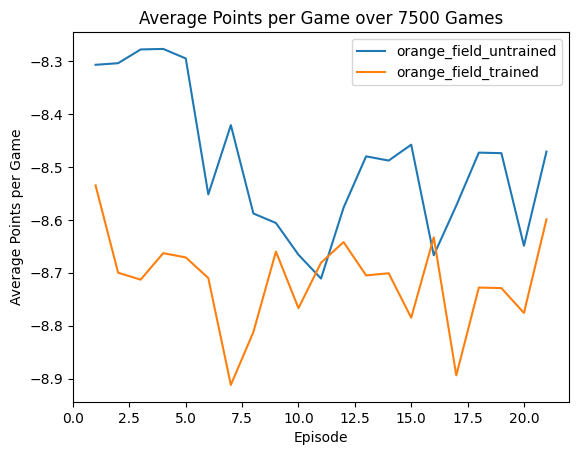 Average Points per Game over 7500 Games
orange_field_untrained
orange_field_trained
−8.3
−8.4
−8.5
−8.6
−8.7
−8.8
−8.9
Average Points per Game
0.0 2.5 5.0 7.5 10.0 12.5 15.0 17.5 20.0
Episode